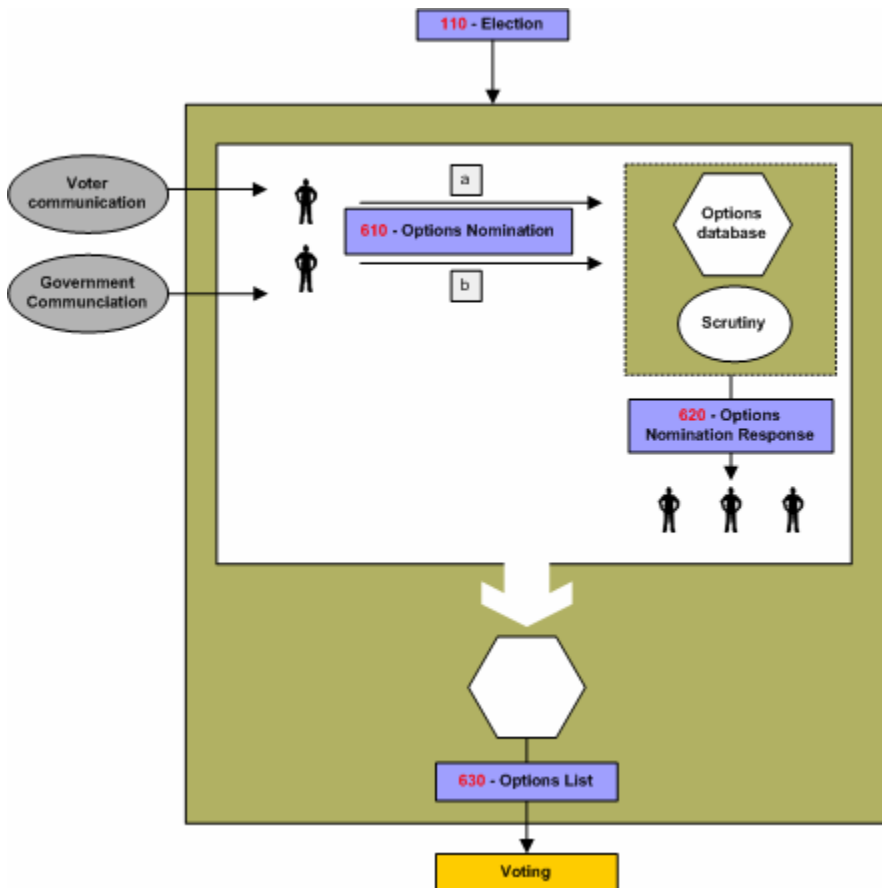 110 - Election
Voter
communication
a
610 - Options Nomination
b
Government
Communciation
Options
database
Scrutiny
620 - Options
Nomination Response
630 - Options List
Voting